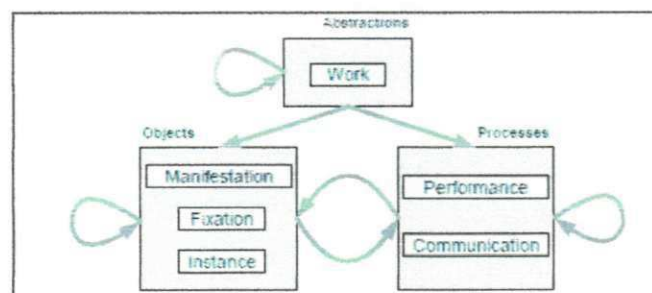 Abstractions
Work
Objects
Processes
Manifestation
Performance
Fixation
Communication
Instance